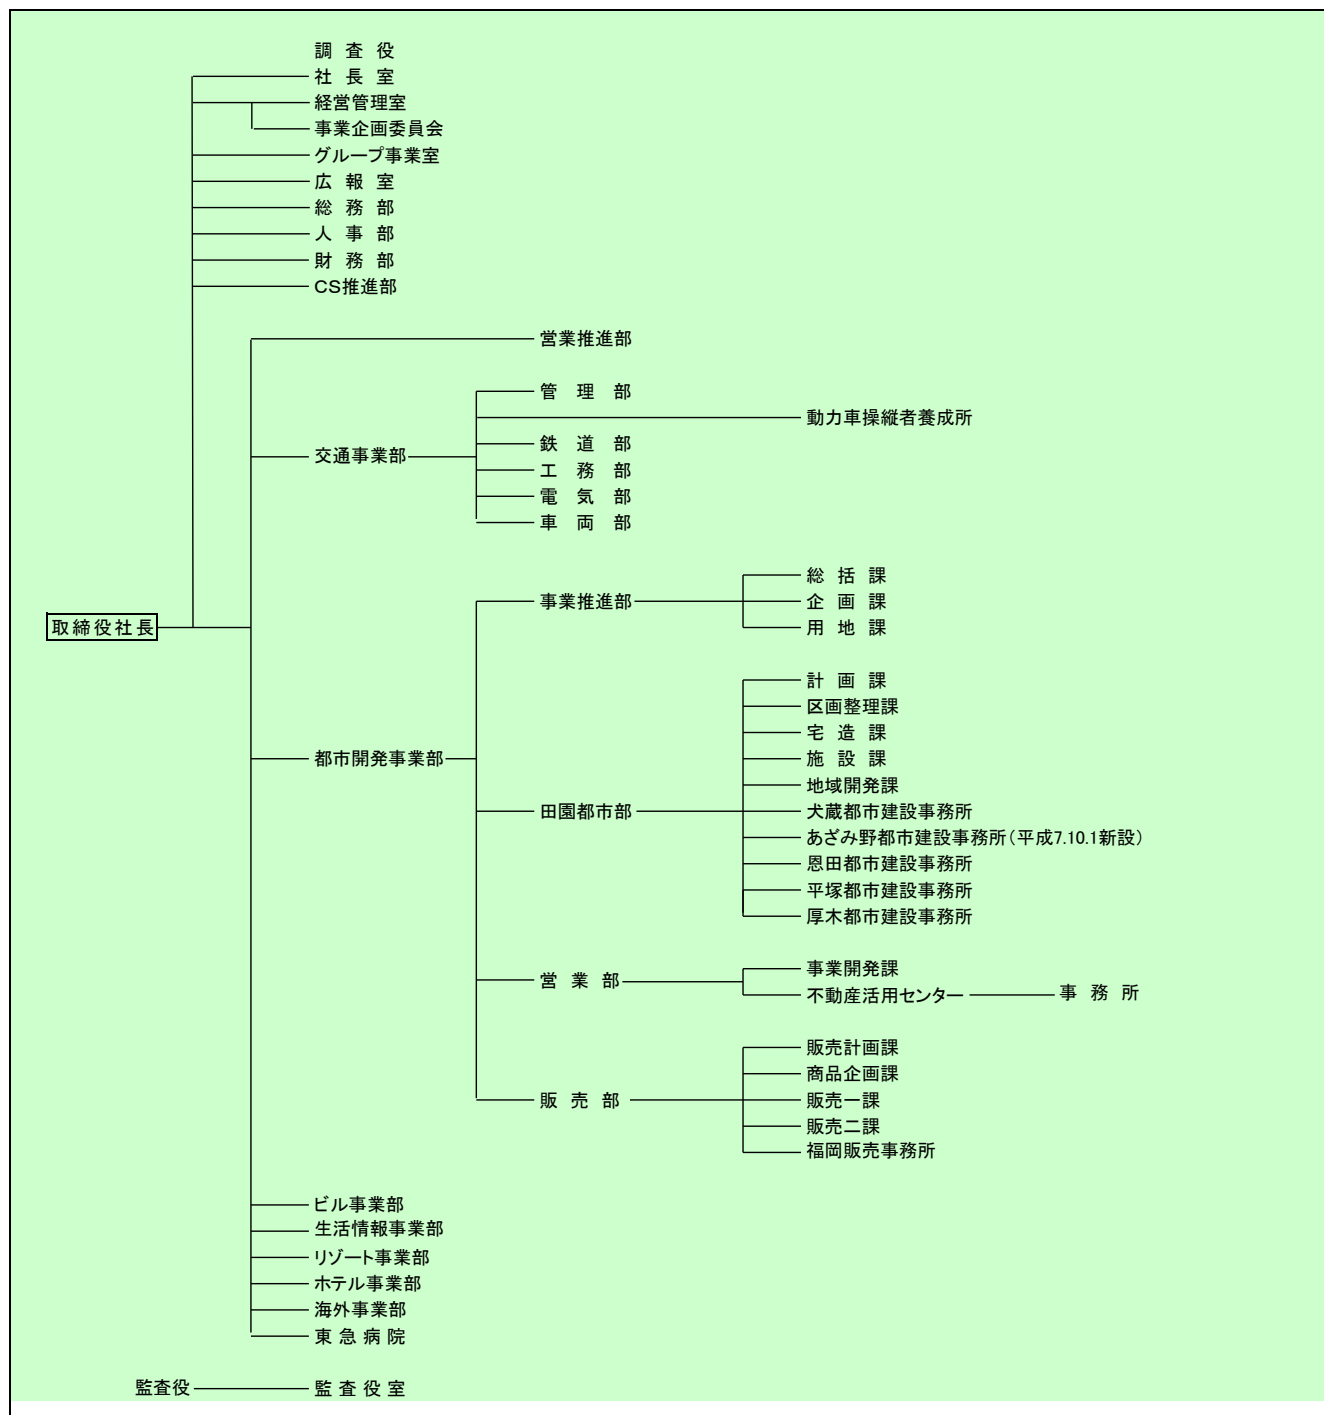 調査役
社長室
経営管理室
事業企画委員会
グループ事業室
広報室
総務部
人事部
財務部
CS推進部
営業推進部
管理部
動力車操縦者養成所
交通事業部
鉄道部
工務部
電気部
車両部
取締役社長
都市開発事業部
事業推進部
総括課
企画課
用地課
田園都市部
計画課
区画整理課
宅造課
施設課
地域開発課
犬蔵都市建設事務所
あざみ野都市建設事務所（平成7.10.1新設）
恩田都市建設事務所
平塚都市建設事務所
厚木都市建設事務所
営業部
事業開発課
不動産活用センター
事務所
販売部
販売計画課
商品企画課
販売一課
販売二課
福岡販売事務所
ビル事業部
生活情報事業部
リゾート事業部
ホテル事業部
海外事業部
東急病院
監査役
監査役室